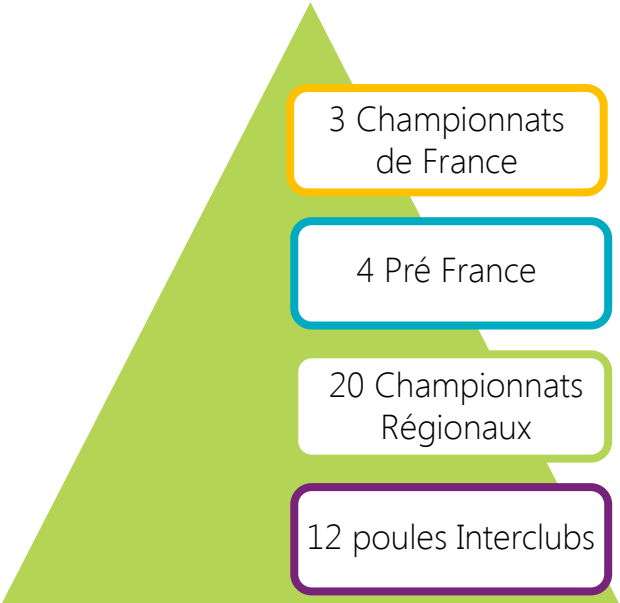 3 Championnats
de France
4 Pré France
20 Championnats
Régionaux
12 poules Interclubs